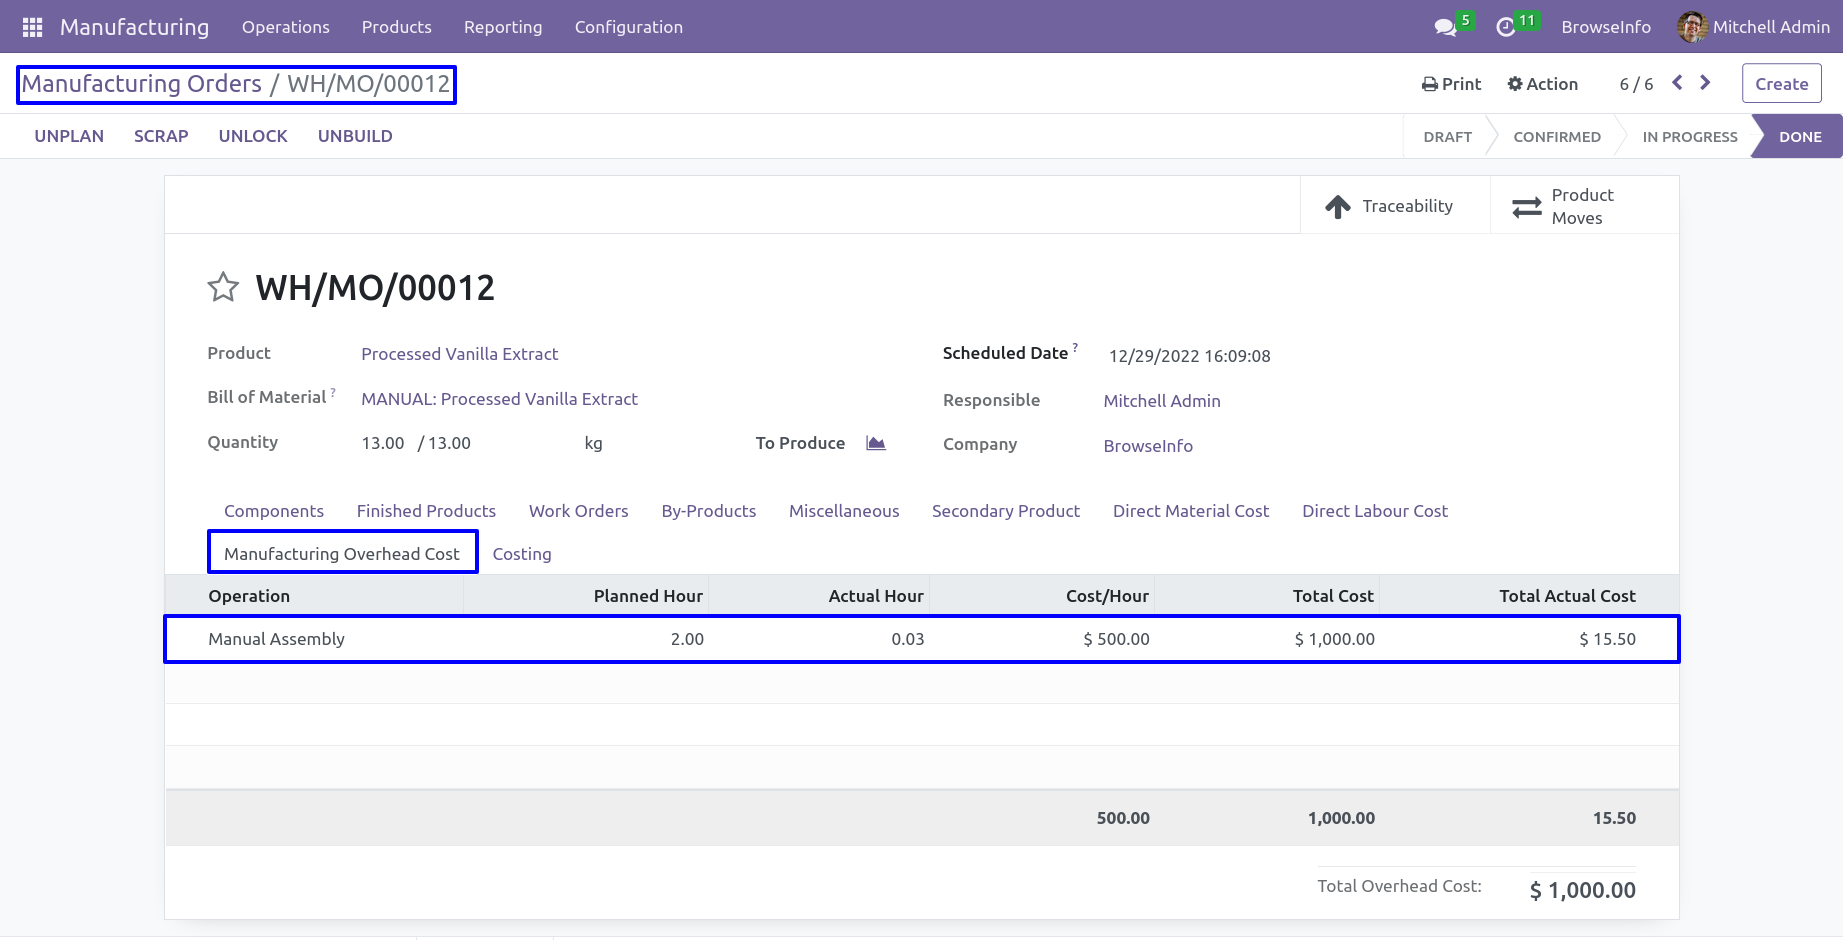 Manufacturing Operations Products Reporting Configuration 5 11 BrowseInfo Mitchell Admin
Manufacturing Orders / WH/MO/00012 Print Action 6 / 6 Create
UNPLAN SCRAP UNLOCK UNBUILD DRAFT CONFIRMED IN PROGRESS DONE
Traceability Product
Moves
WH/MO/00012
Product Processed Vanilla Extract Scheduled Date ? 12/29/2022 16:09:08
Bill of Material ? MANUAL: Processed Vanilla Extract Responsible Mitchell Admin
Quantity 13.00 / 13.00 kg To Produce Company BrowseInfo
Components Finished Products Work Orders By-Products Miscellaneous Secondary Product Direct Material Cost Direct Labour Cost
Manufacturing Overhead Cost Costing
Operation Planned Hour Actual Hour Cost/Hour Total Cost Total Actual Cost
Manual Assembly 2.00 0.03 $ 500.00 $ 1,000.00 $ 15.50
500.00 1,000.00 15.50
Total Overhead Cost: $ 1,000.00